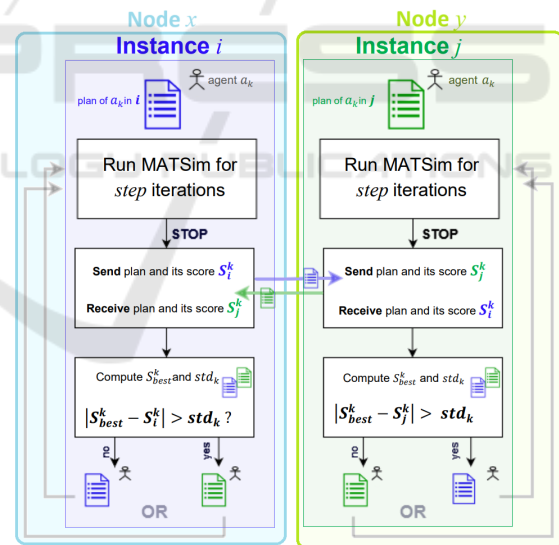 Node x
Instance i
agent a_k
plan of a_k in i
Run MATSim for
step iterations
STOP
Send plan and its score S_i^k
Receive plan and its score S_j^k
Compute S_best^k and std_k
|S_best^k − S_i^k| > std_k ?
no
yes
OR
Node y
Instance j
agent a_k
plan of a_k in j
Run MATSim for
step iterations
STOP
Send plan and its score S_j^k
Receive plan and its score S_i^k
Compute S_best^k and std_k
|S_best^k − S_j^k| > std_k
no
yes
OR